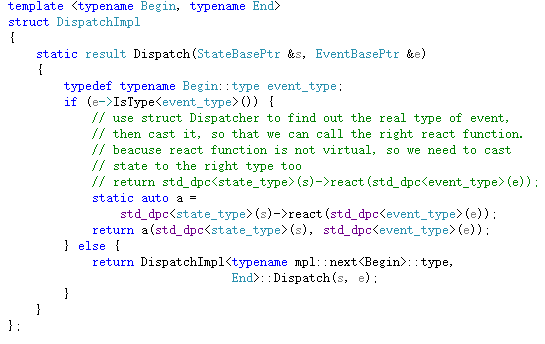 template <typename Begin, typename End>
struct DispatchImpl
{
    static result Dispatch(StateBasePtr &s, EventBasePtr &e)
    {
        typedef typename Begin::type event_type;
        if (e->IsType<event_type>()) {
            // use struct Dispatcher to find out the real type of event,
            // then cast it, so that we can call the right react function.
            // beacuse react function is not virtual, so we need to cast
            // state to the right type too
            // return std_dpc<state_type>(s)->react(std_dpc<event_type>(e));
            static auto a =
                std_dpc<state_type>(s)->react(std_dpc<event_type>(e));
            return a(std_dpc<state_type>(s), std_dpc<event_type>(e));
        } else {
            return DispatchImpl<typename mpl::next<Begin>::type,
                                End>::Dispatch(s, e);
        }
    }
};